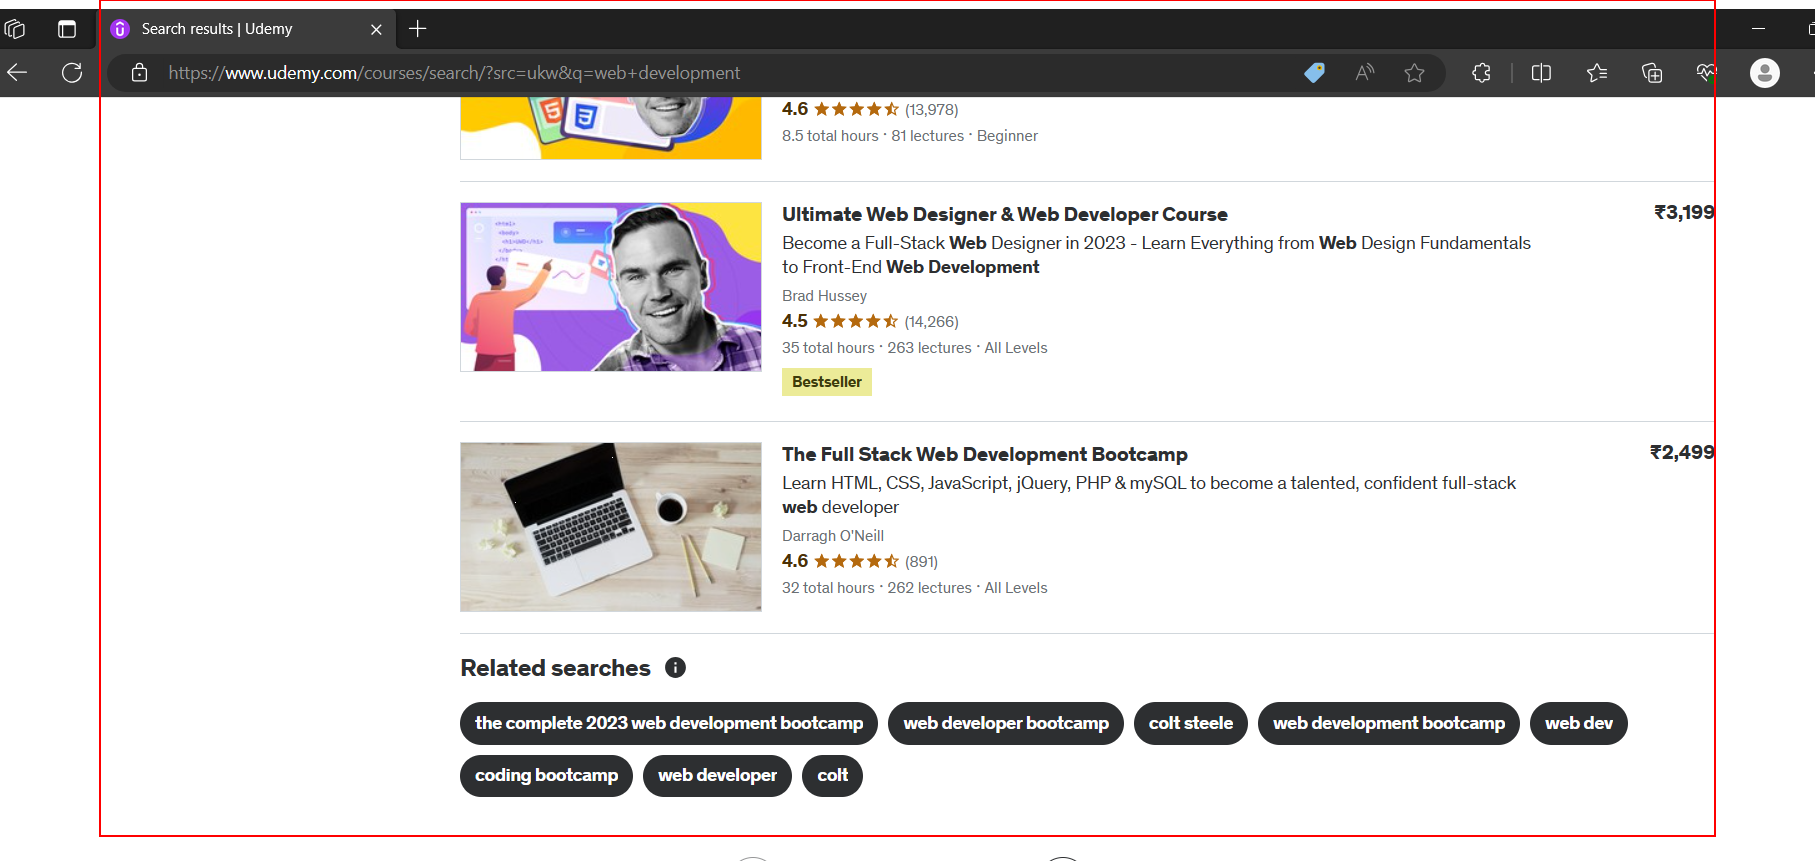 Search results | Udemy
https://www.udemy.com/courses/search/?src=ukw&q=web+development
4.6 (13,978)
8.5 total hours · 81 lectures · Beginner
Ultimate Web Designer & Web Developer Course
₹3,199
Become a Full-Stack Web Designer in 2023 - Learn Everything from Web Design Fundamentals
to Front-End Web Development
Brad Hussey
4.5 (14,266)
35 total hours · 263 lectures · All Levels
Bestseller
The Full Stack Web Development Bootcamp
₹2,499
Learn HTML, CSS, JavaScript, jQuery, PHP & mySQL to become a talented, confident full-stack
web developer
Darragh O'Neill
4.6 (891)
32 total hours · 262 lectures · All Levels
Related searches
the complete 2023 web development bootcamp
web developer bootcamp
colt steele
web development bootcamp
web dev
coding bootcamp
web developer
colt